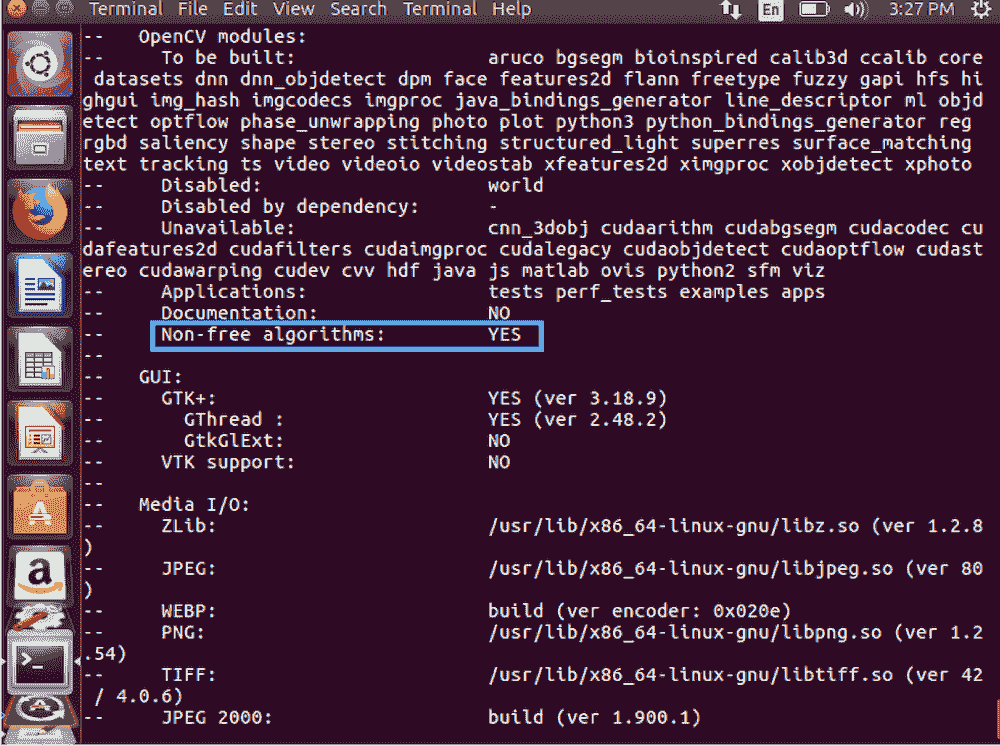 Terminal File Edit View Search Terminal Help En 3:27 PM
-- OpenCV modules:
-- To be built: aruco bgsegm bioinspired calib3d ccalib core
datasets dnn dnn_objdetect dpm face features2d flann freetype fuzzy gapi hfs hi
ghgui img_hash imgcodecs imgproc java_bindings_generator line_descriptor ml objd
etect optflow phase_unwrapping photo plot python3 python_bindings_generator reg
rgbd saliency shape stereo stitching structured_light superres surface_matching
text tracking ts video videoio videostab xfeatures2d ximgproc xobjdetect xphoto
-- Disabled: world
-- Disabled by dependency: -
-- Unavailable: cnn_3dobj cudaarithm cudabgsegm cudacodec cu
dafeatures2d cudafilters cudaimgproc cudalegacy cudaobjdetect cudaoptflow cudast
ereo cudawarping cudev cvv hdf java js matlab ovis python2 sfm viz
-- Applications: tests perf_tests examples apps
-- Documentation: NO
-- Non-free algorithms: YES
--
-- GUI:
-- GTK+: YES (ver 3.18.9)
-- GThread : YES (ver 2.48.2)
-- GtkGlExt: NO
-- VTK support: NO
--
-- Media I/O:
-- ZLib: /usr/lib/x86_64-linux-gnu/libz.so (ver 1.2.8
)
-- JPEG: /usr/lib/x86_64-linux-gnu/libjpeg.so (ver 80
)
-- WEBP: build (ver encoder: 0x020e)
-- PNG: /usr/lib/x86_64-linux-gnu/libpng.so (ver 1.2
.54)
-- TIFF: /usr/lib/x86_64-linux-gnu/libtiff.so (ver 42
/ 4.0.6)
-- JPEG 2000: build (ver 1.900.1)